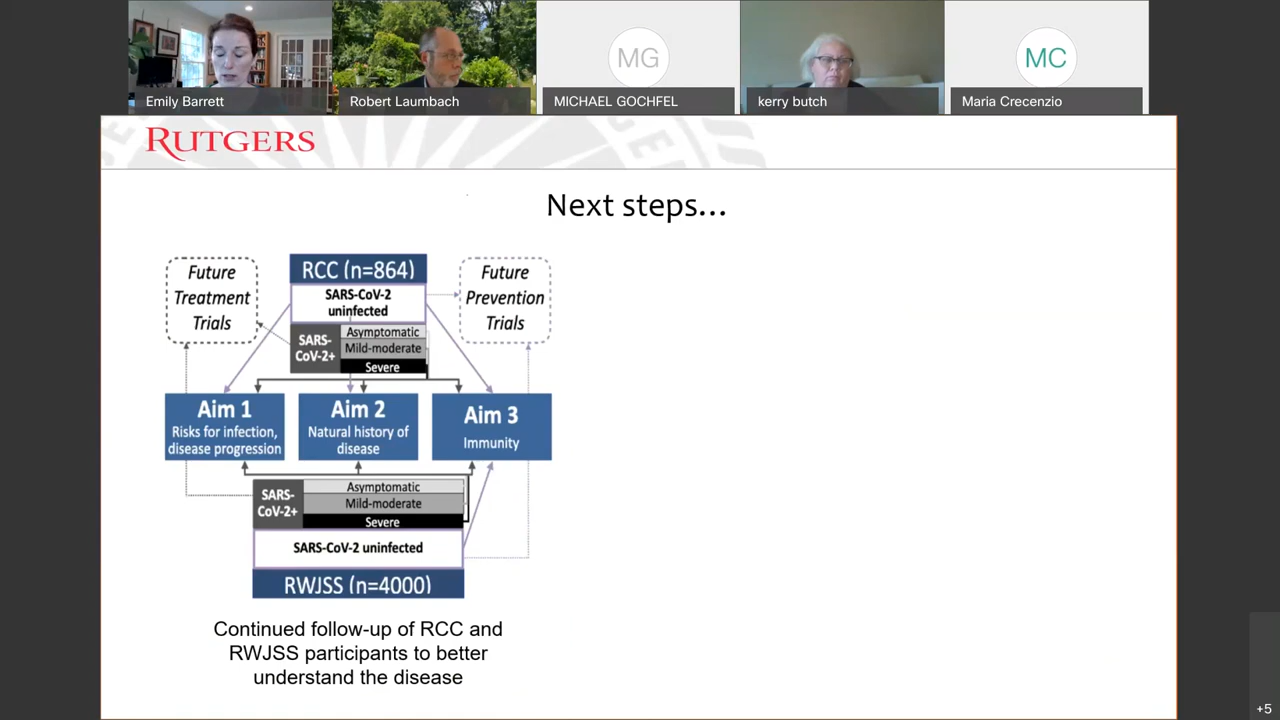 MG
MC
Emily Barrett
Robert Laumbach
MICHAEL GOCHFEL
kerry butch
Maria Crecenzio
RUTGERS
Next steps...
Future
Treatment
Trials
RCC (n=864)
SARS-CoV-2
uninfected
SARS-
CoV-2+
Asymptomatic
Mild-moderate
Severe
Future
Prevention
Trials
Aim 1
Risks for infection,
disease progression
Aim 2
Natural history of
disease
Aim 3
Immunity
SARS-
CoV-2+
Asymptomatic
Mild-moderate
Severe
SARS-CoV-2 uninfected
RWJSS (n=4000)
Continued follow-up of RCC and
RWJSS participants to better
understand the disease
+5